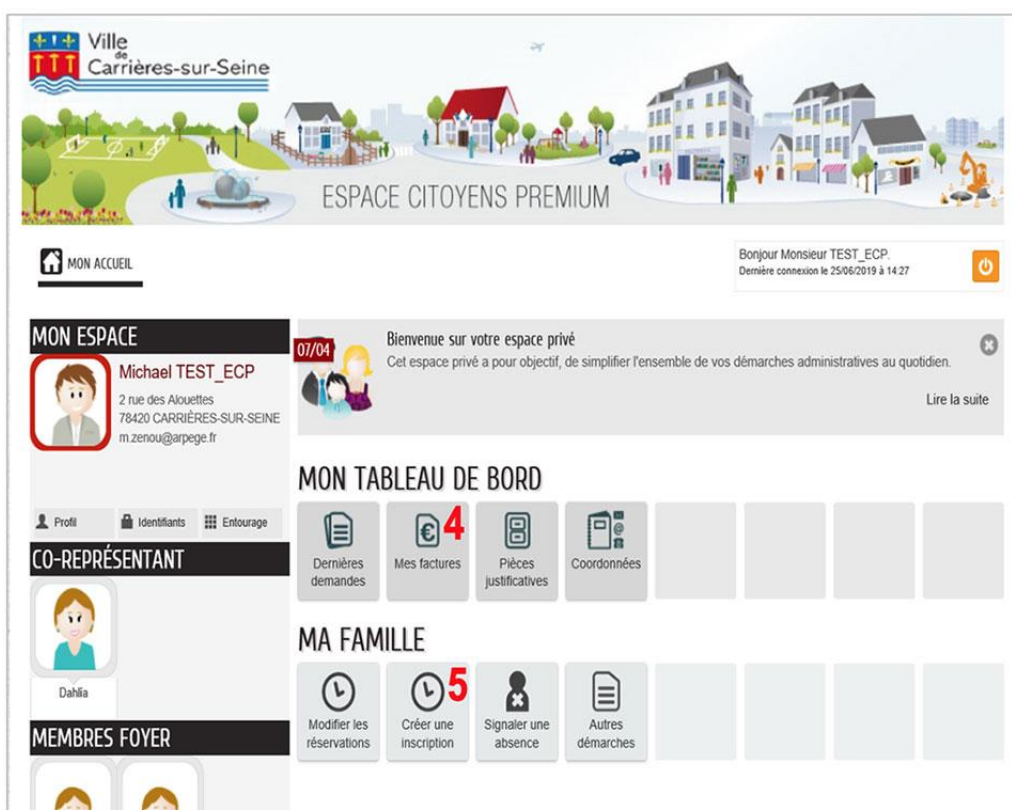 Ville
de
Carrières-sur-Seine
ESPACE CITOYENS PREMIUM
MON ACCUEIL
Bonjour Monsieur TEST_ECP.
Dernière connexion le 25/06/2019 à 14:27
MON ESPACE
Michael TEST_ECP
2 rue des Alouettes
78420 CARRIÈRES-SUR-SEINE
m.zenou@arpege.fr
Profil
Identifiants
Entourage
CO-REPRÉSENTANT
Dahlia
MEMBRES FOYER
07/04
Bienvenue sur votre espace privé
Cet espace privé a pour objectif, de simplifier l'ensemble de vos démarches administratives au quotidien.
Lire la suite
MON TABLEAU DE BORD
Dernières
demandes
4
Mes factures
Pièces
justificatives
Coordonnées
MA FAMILLE
Modifier les
réservations
5
Créer une
inscription
Signaler une
absence
Autres
démarches